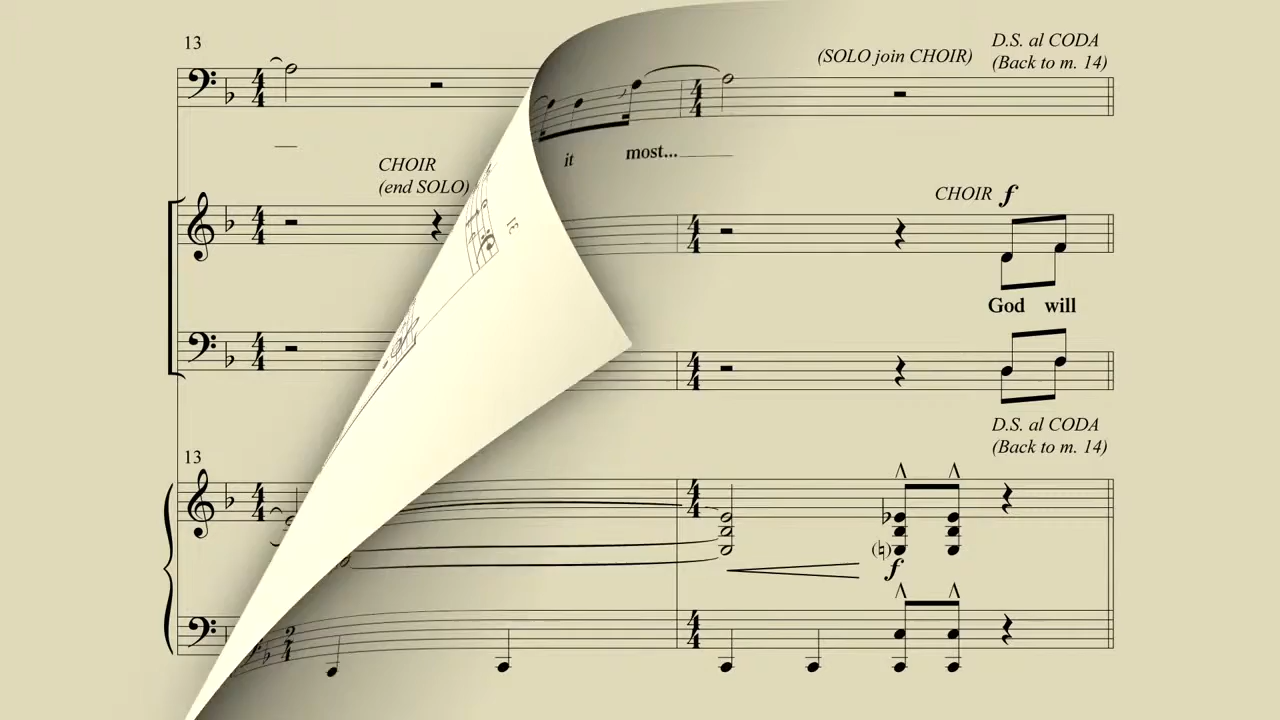 13
(SOLO join CHOIR)
D.S. al CODA
(Back to m. 14)
it most...
CHOIR
(end SOLO)
CHOIR f
God will
D.S. al CODA
(Back to m. 14)
13
f